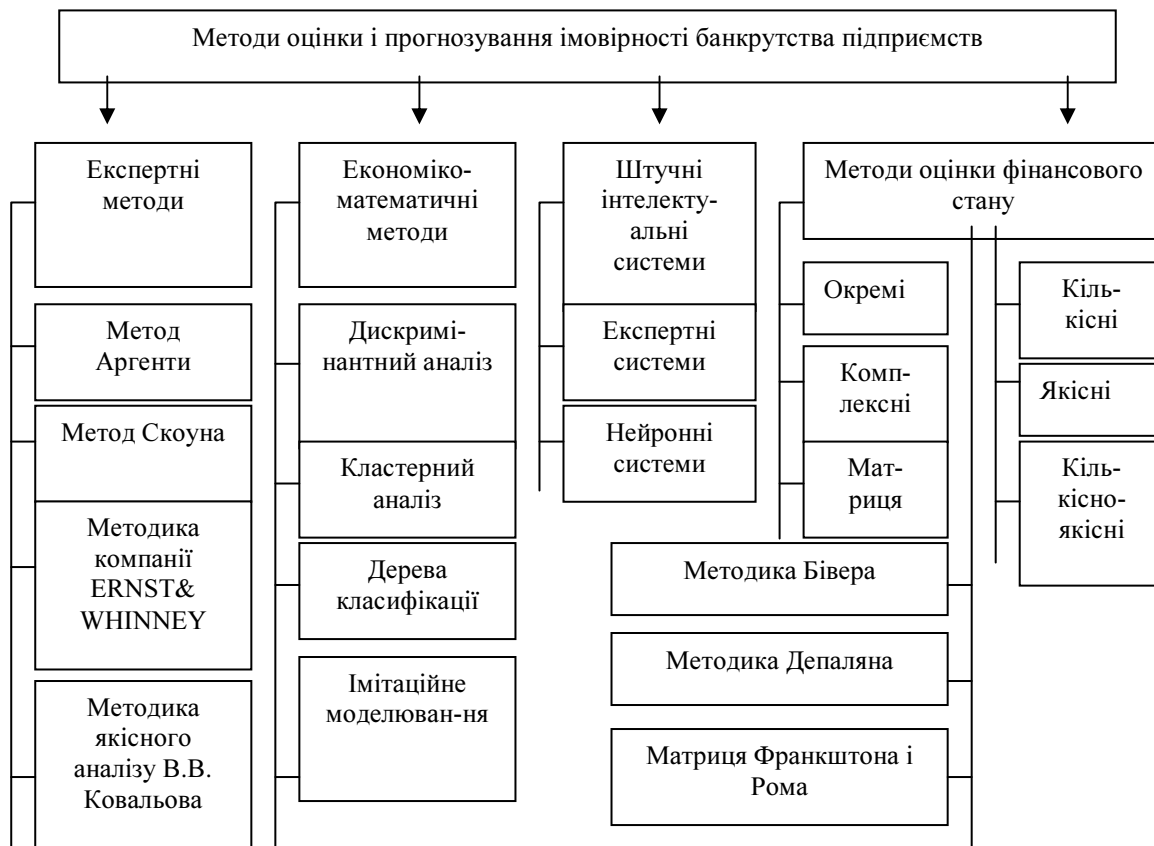 Методи оцінки і прогнозування імовірності банкрутства підприємств
Експертні
методи
Метод
Аргенти
Метод Скоуна
Методика
компанії
ERNST&
WHINNEY
Методика
якісного
аналізу В.В.
Ковальова
Економіко-
математичні
методи
Дискримі-
нантний аналіз
Кластерний
аналіз
Дерева
класифікації
Імітаційне
моделюван-ня
Штучні
інтелекту-
альні
системи
Експертні
системи
Нейронні
системи
Методи оцінки фінансового
стану
Окремі
Комп-
лексні
Мат-
риця
Кіль-
кісні
Якісні
Кіль-
кісно-
якісні
Методика Бівера
Методика Депаляна
Матриця Франкштона і
Рома